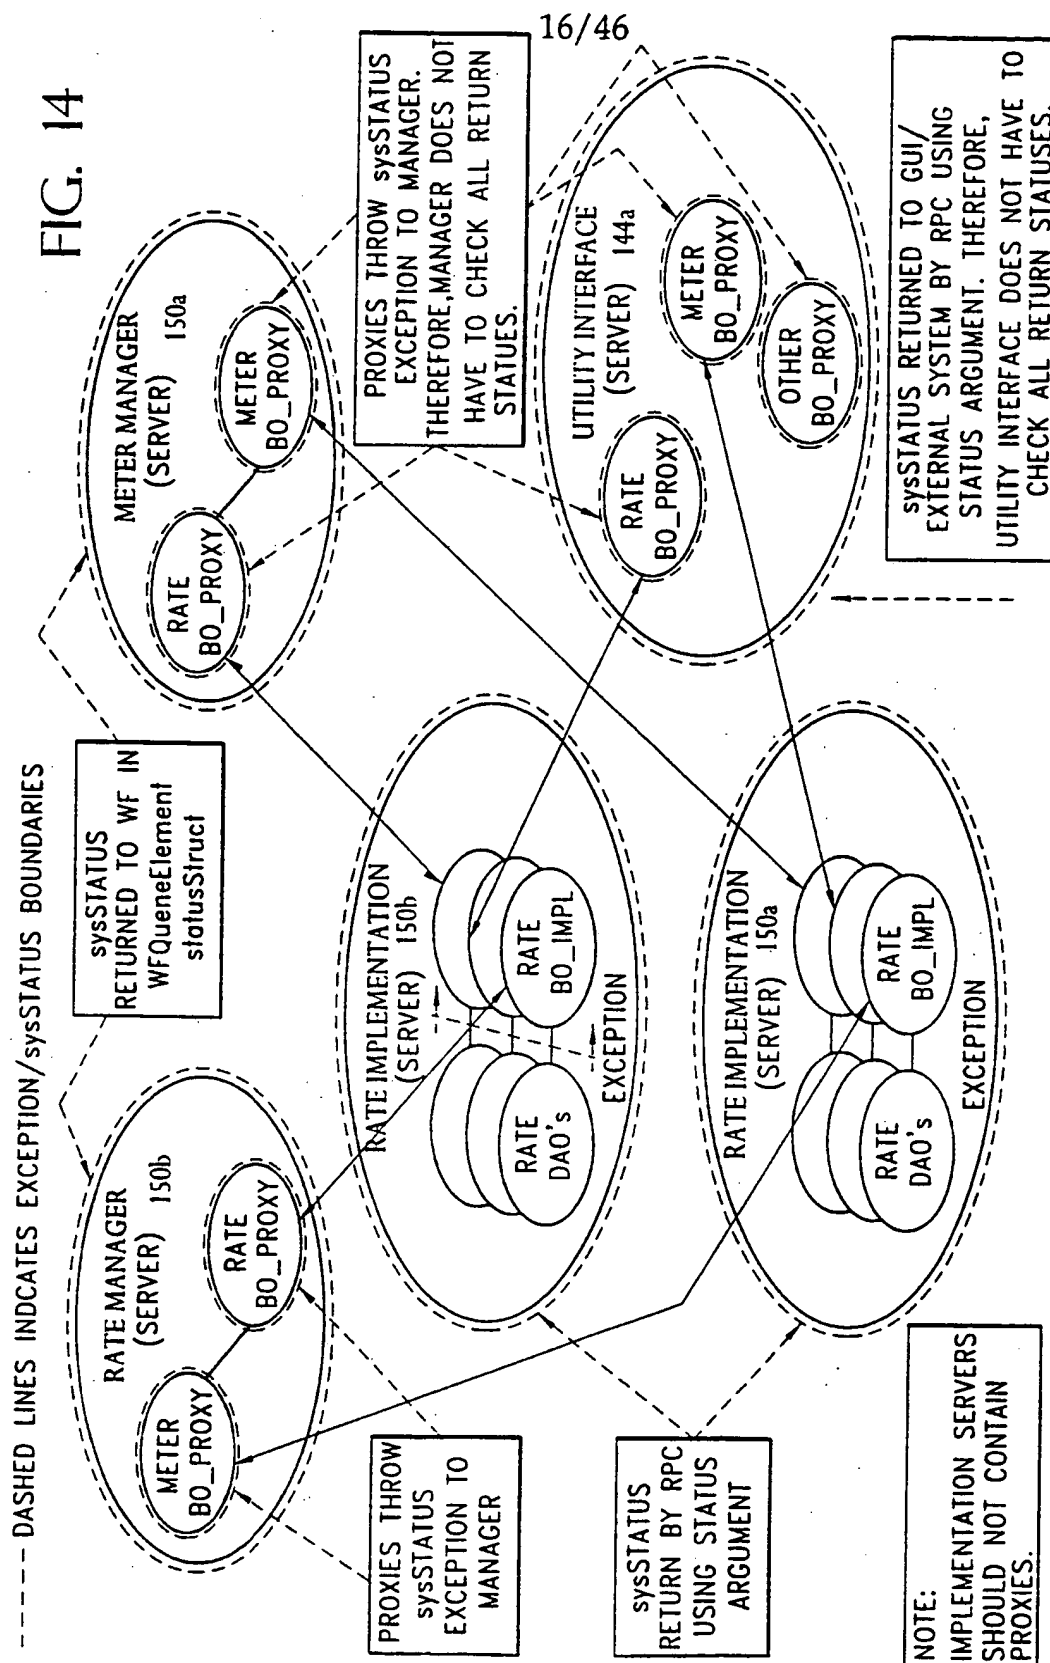 16/46
FIG. 14
---- DASHED LINES INDCATES EXCEPTION/sysSTATUS BOUNDARIES
sysSTATUS
RETURNED TO WF IN
WFQueneElement
statusStruct
RATE MANAGER
(SERVER) 150b
METER
BO_PROXY
RATE
BO_PROXY
METER MANAGER
(SERVER) 150a
RATE
BO_PROXY
METER
BO_PROXY
PROXIES THROW
sysSTATUS
EXCEPTION TO
MANAGER
RATE IMPLEMENTATION
(SERVER) 150b
RATE
DAO's
RATE
BO_IMPL
EXCEPTION
PROXIES THROW sysSTATUS
EXCEPTION TO MANAGER.
THEREFORE,MANAGER DOES NOT
HAVE TO CHECK ALL RETURN
STATUES.
sysSTATUS
RETURN BY RPC
USING STATUS
ARGUMENT
UTILITY INTERFACE
(SERVER) 144a
RATE
BO_PROXY
METER
BO_PROXY
OTHER
BO_PROXY
RATE IMPLEMENTATION
(SERVER) 150a
RATE
DAO's
RATE
BO_IMPL
EXCEPTION
NOTE:
IMPLEMENTATION SERVERS
SHOULD NOT CONTAIN
PROXIES.
sysSTATUS RETURNED TO GUI/
EXTERNAL SYSTEM BY RPC USING
STATUS ARGUMENT. THEREFORE,
UTILITY INTERFACE DOES NOT HAVE TO
CHECK ALL RETURN STATUSES.